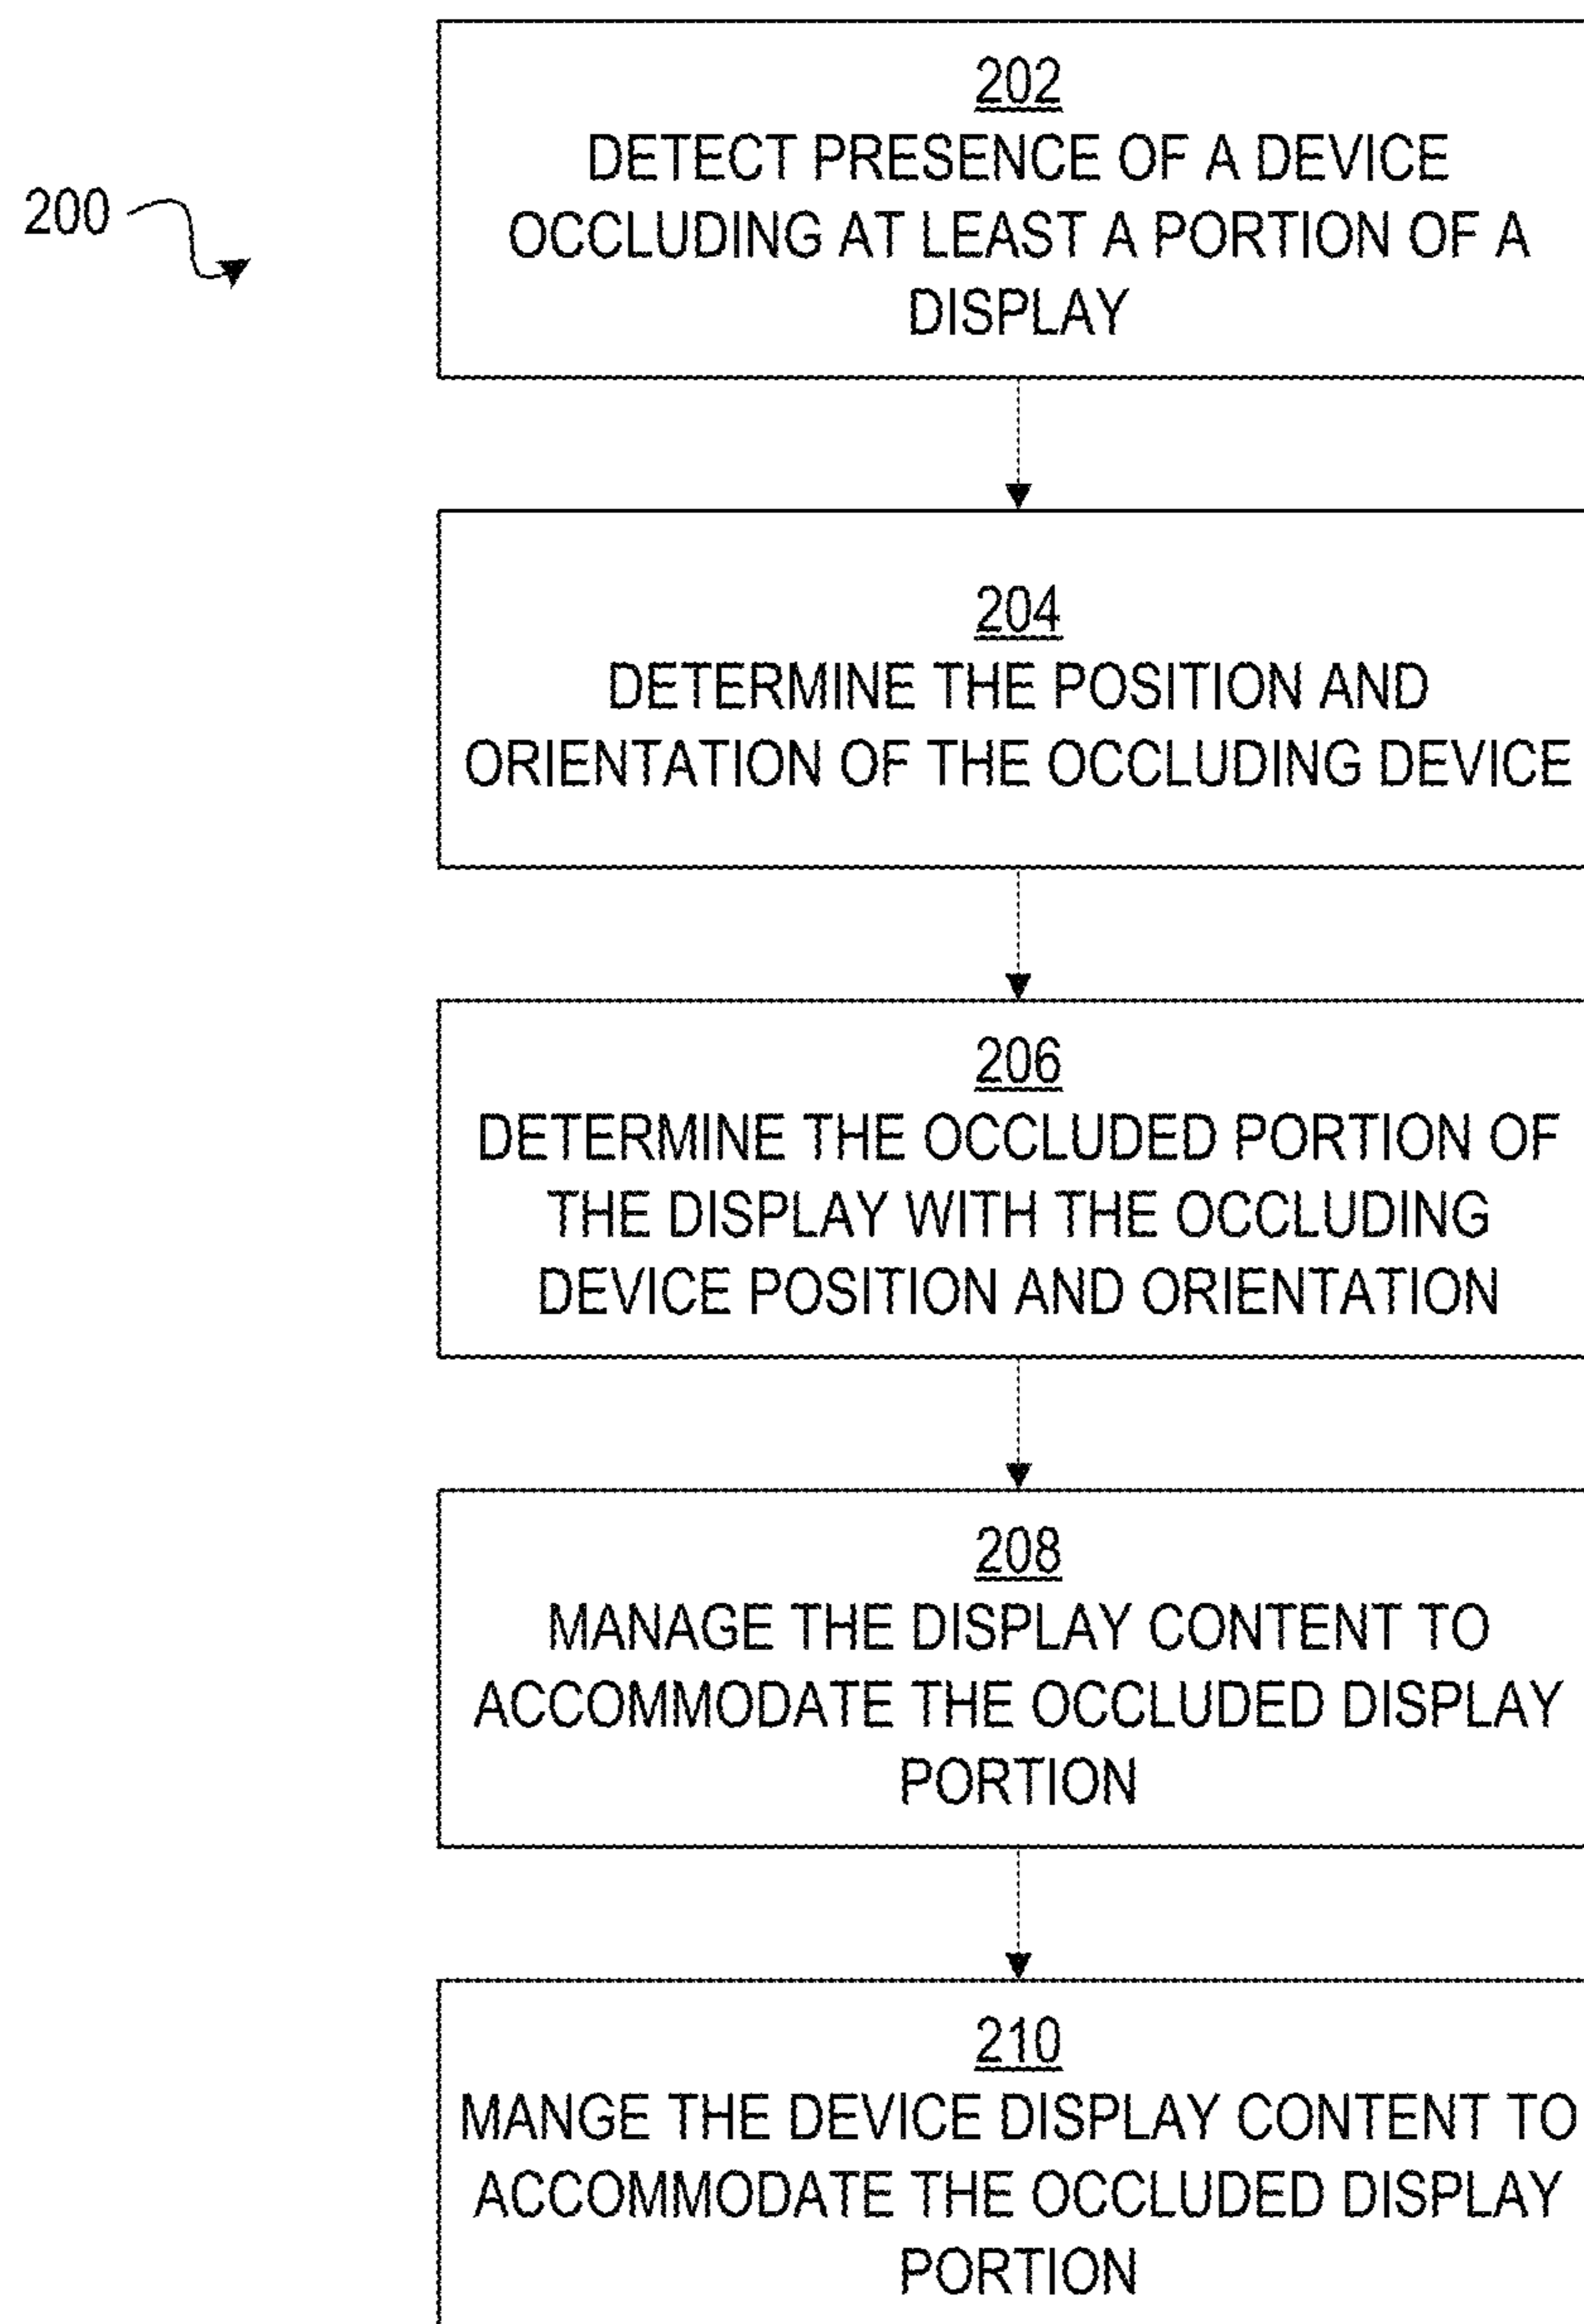 200
202
DETECT PRESENCE OF A DEVICE
OCCLUDING AT LEAST A PORTION OF A
DISPLAY
204
DETERMINE THE POSITION AND
ORIENTATION OF THE OCCLUDING DEVICE
206
DETERMINE THE OCCLUDED PORTION OF
THE DISPLAY WITH THE OCCLUDING
DEVICE POSITION AND ORIENTATION
208
MANAGE THE DISPLAY CONTENT TO
ACCOMMODATE THE OCCLUDED DISPLAY
PORTION
210
MANGE THE DEVICE DISPLAY CONTENT TO
ACCOMMODATE THE OCCLUDED DISPLAY
PORTION